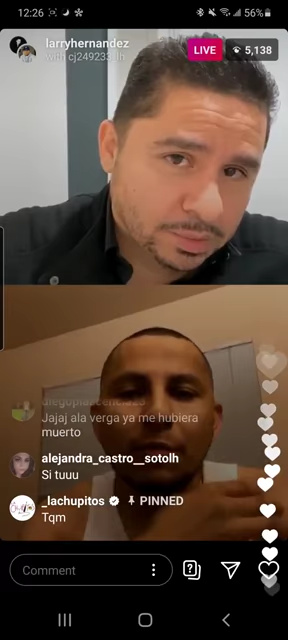 12:26
56%
larryhernandez
LIVE
5,138
Jajaj ala verga ya me hubiera
muerto
alejandra_castro__sotolh
Si tuuu
_lachupitos
PINNED
Tqm
Comment